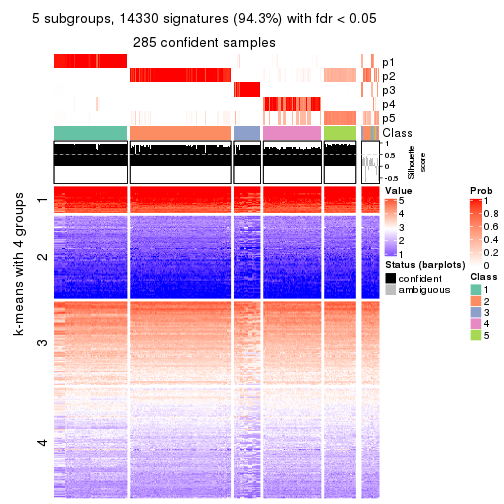 5 subgroups, 14330 signatures (94.3%) with fdr < 0.05
285 confident samples
p1
p2
p3
p4
p5
Class
1
0.5
0
-0.5
Silhouette
score
k-means with 4 groups
1
2
3
4
Value
5
4
3
2
1
Status (barplots)
confident
ambiguous
Prob
1
0.8
0.6
0.4
0.2
0
Class
1
2
3
4
5